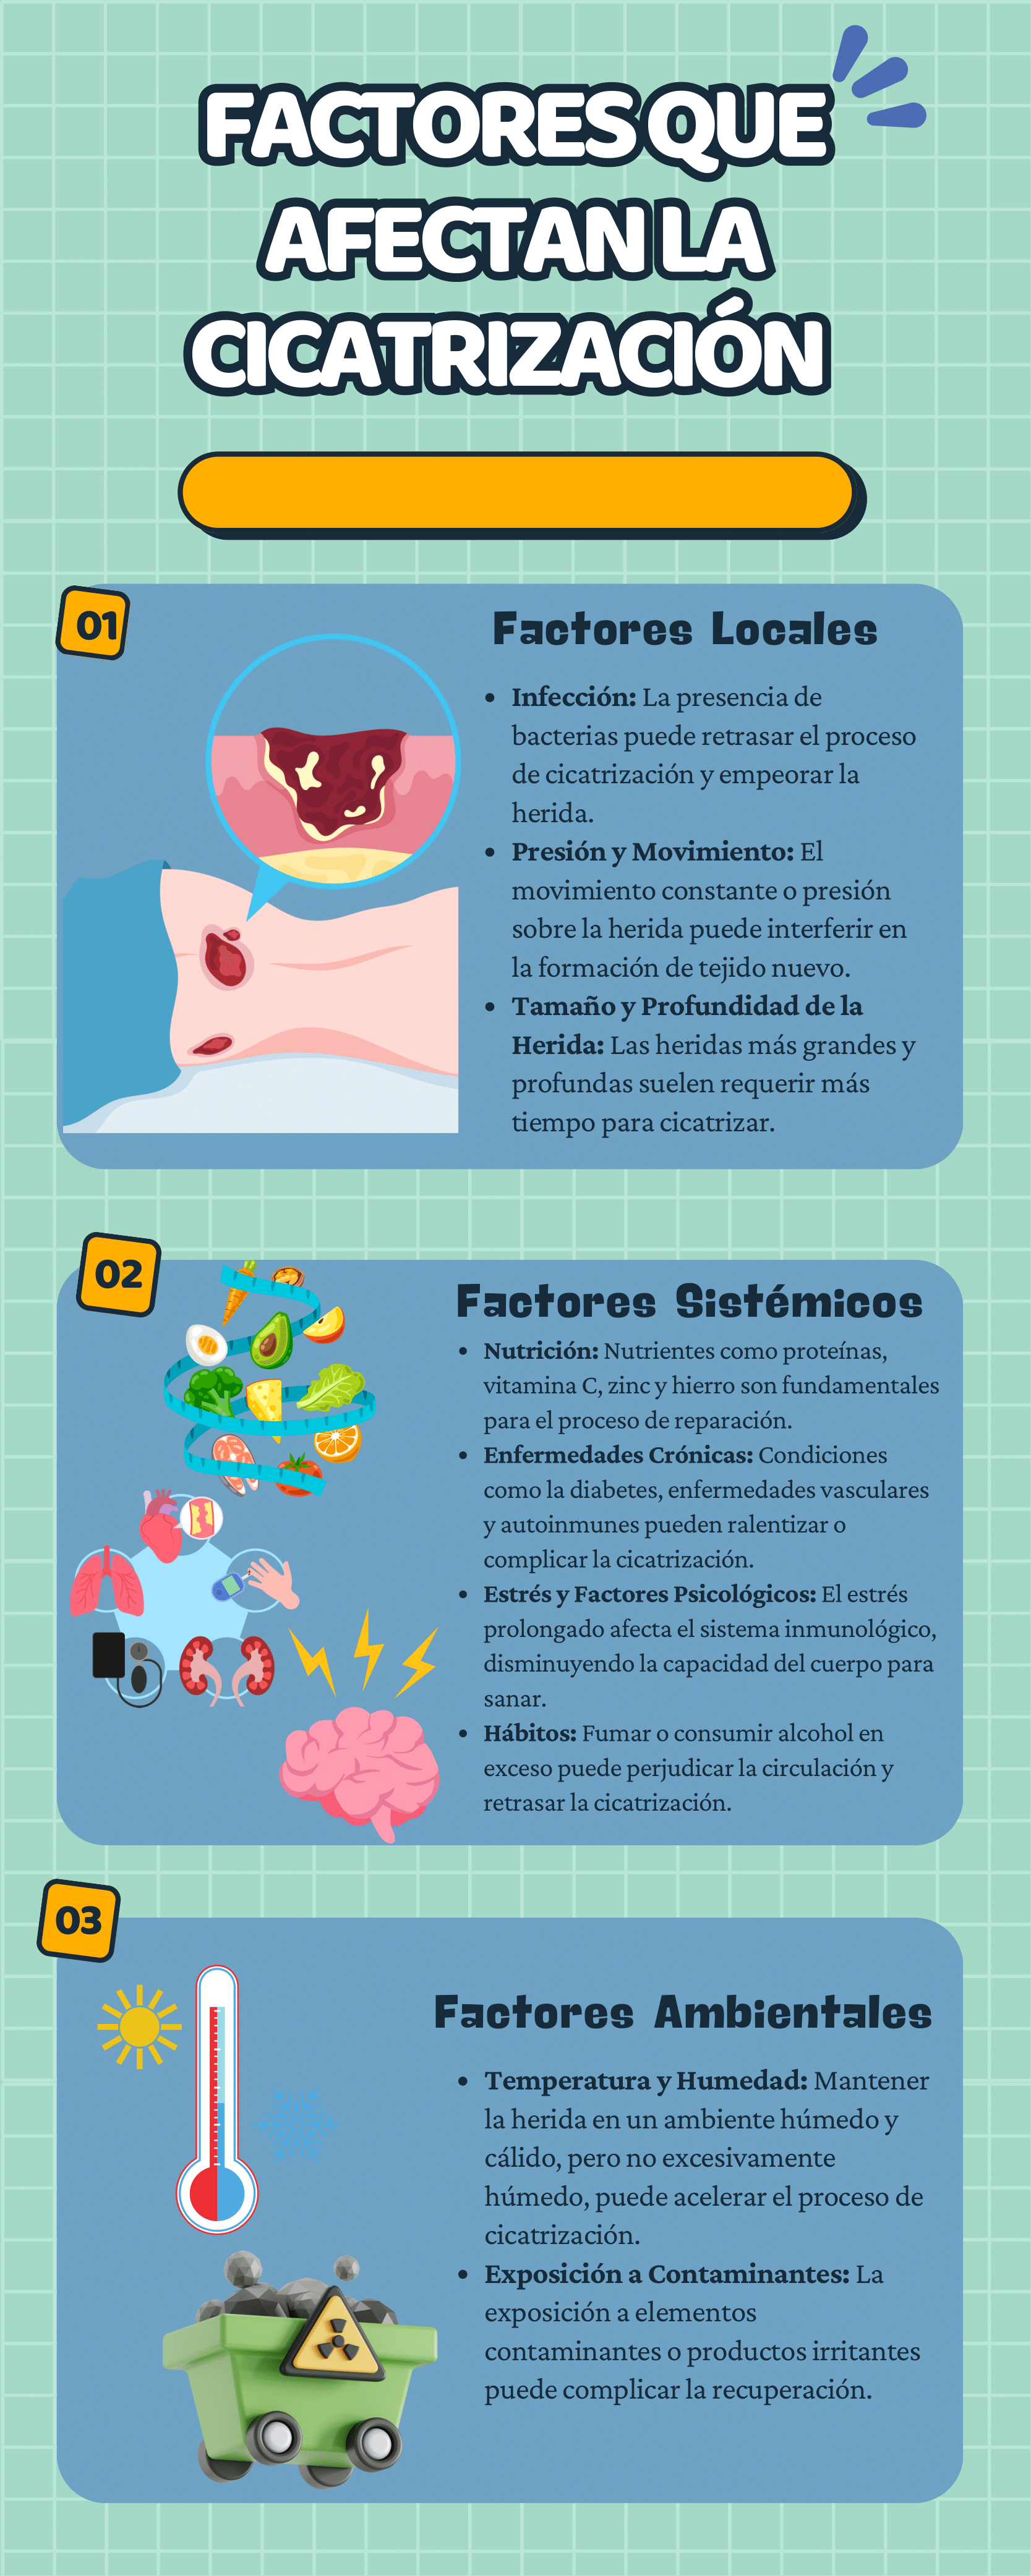 FACTORES QUE
AFECTAN LA
CICATRIZACIÓN
01
Factores Locales
• Infección: La presencia de
bacterias puede retrasar el proceso
de cicatrización y empeorar la
herida.
• Presión y Movimiento: El
movimiento constante o presión
sobre la herida puede interferir en
la formación de tejido nuevo.
• Tamaño y Profundidad de la
Herida: Las heridas más grandes y
profundas suelen requerir más
tiempo para cicatrizar.
02
Factores Sistémicos
• Nutrición: Nutrientes como proteínas,
vitamina C, zinc y hierro son fundamentales
para el proceso de reparación.
• Enfermedades Crónicas: Condiciones
como la diabetes, enfermedades vasculares
y autoinmunes pueden ralentizar o
complicar la cicatrización.
• Estrés y Factores Psicológicos: El estrés
prolongado afecta el sistema inmunológico,
disminuyendo la capacidad del cuerpo para
sanar.
• Hábitos: Fumar o consumir alcohol en
exceso puede perjudicar la circulación y
retrasar la cicatrización.
03
Factores Ambientales
• Temperatura y Humedad: Mantener
la herida en un ambiente húmedo y
cálido, pero no excesivamente
húmedo, puede acelerar el proceso de
cicatrización.
• Exposición a Contaminantes: La
exposición a elementos
contaminantes o productos irritantes
puede complicar la recuperación.